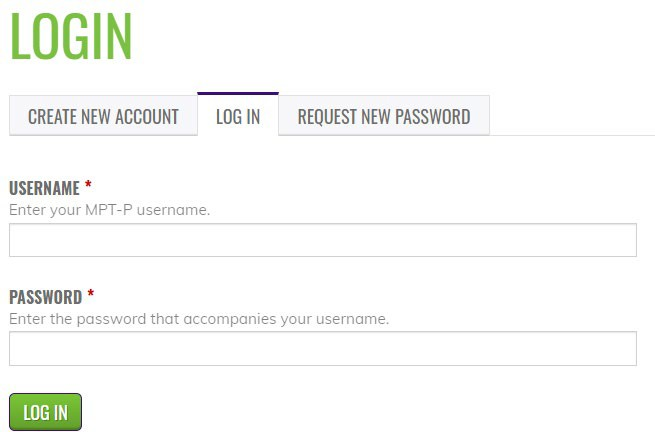 LOGIN
CREATE NEW ACCOUNT LOG IN REQUEST NEW PASSWORD
USERNAME *
Enter your MPT-P username.
PASSWORD *
Enter the password that accompanies your username.
LOG IN